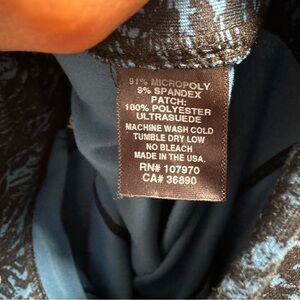 91% MICROPOLY
9% SPANDEX
PATCH:
100% POLYESTER
ULTRASUEDE
MACHINE WASH COLD
TUMBLE DRY LOW
NO BLEACH
MADE IN THE USA.
RN# 107970
CA# 36890